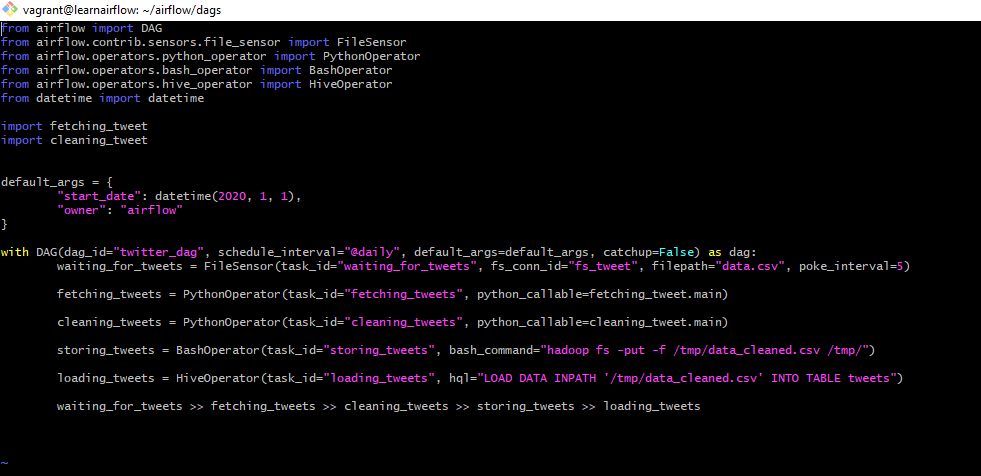 vagrant@learnairflow: ~/airflow/dags
from airflow import DAG
from airflow.contrib.sensors.file_sensor import FileSensor
from airflow.operators.python_operator import PythonOperator
from airflow.operators.bash_operator import BashOperator
from airflow.operators.hive_operator import HiveOperator
from datetime import datetime
import fetching_tweet
import cleaning_tweet
default_args = {
        "start_date": datetime(2020, 1, 1),
        "owner": "airflow"
}
with DAG(dag_id="twitter_dag", schedule_interval="@daily", default_args=default_args, catchup=False) as dag:
        waiting_for_tweets = FileSensor(task_id="waiting_for_tweets", fs_conn_id="fs_tweet", filepath="data.csv", poke_interval=5)
        fetching_tweets = PythonOperator(task_id="fetching_tweets", python_callable=fetching_tweet.main)
        cleaning_tweets = PythonOperator(task_id="cleaning_tweets", python_callable=cleaning_tweet.main)
        storing_tweets = BashOperator(task_id="storing_tweets", bash_command="hadoop fs -put -f /tmp/data_cleaned.csv /tmp/")
        loading_tweets = HiveOperator(task_id="loading_tweets", hql="LOAD DATA INPATH '/tmp/data_cleaned.csv' INTO TABLE tweets")
        waiting_for_tweets >> fetching_tweets >> cleaning_tweets >> storing_tweets >> loading_tweets
~